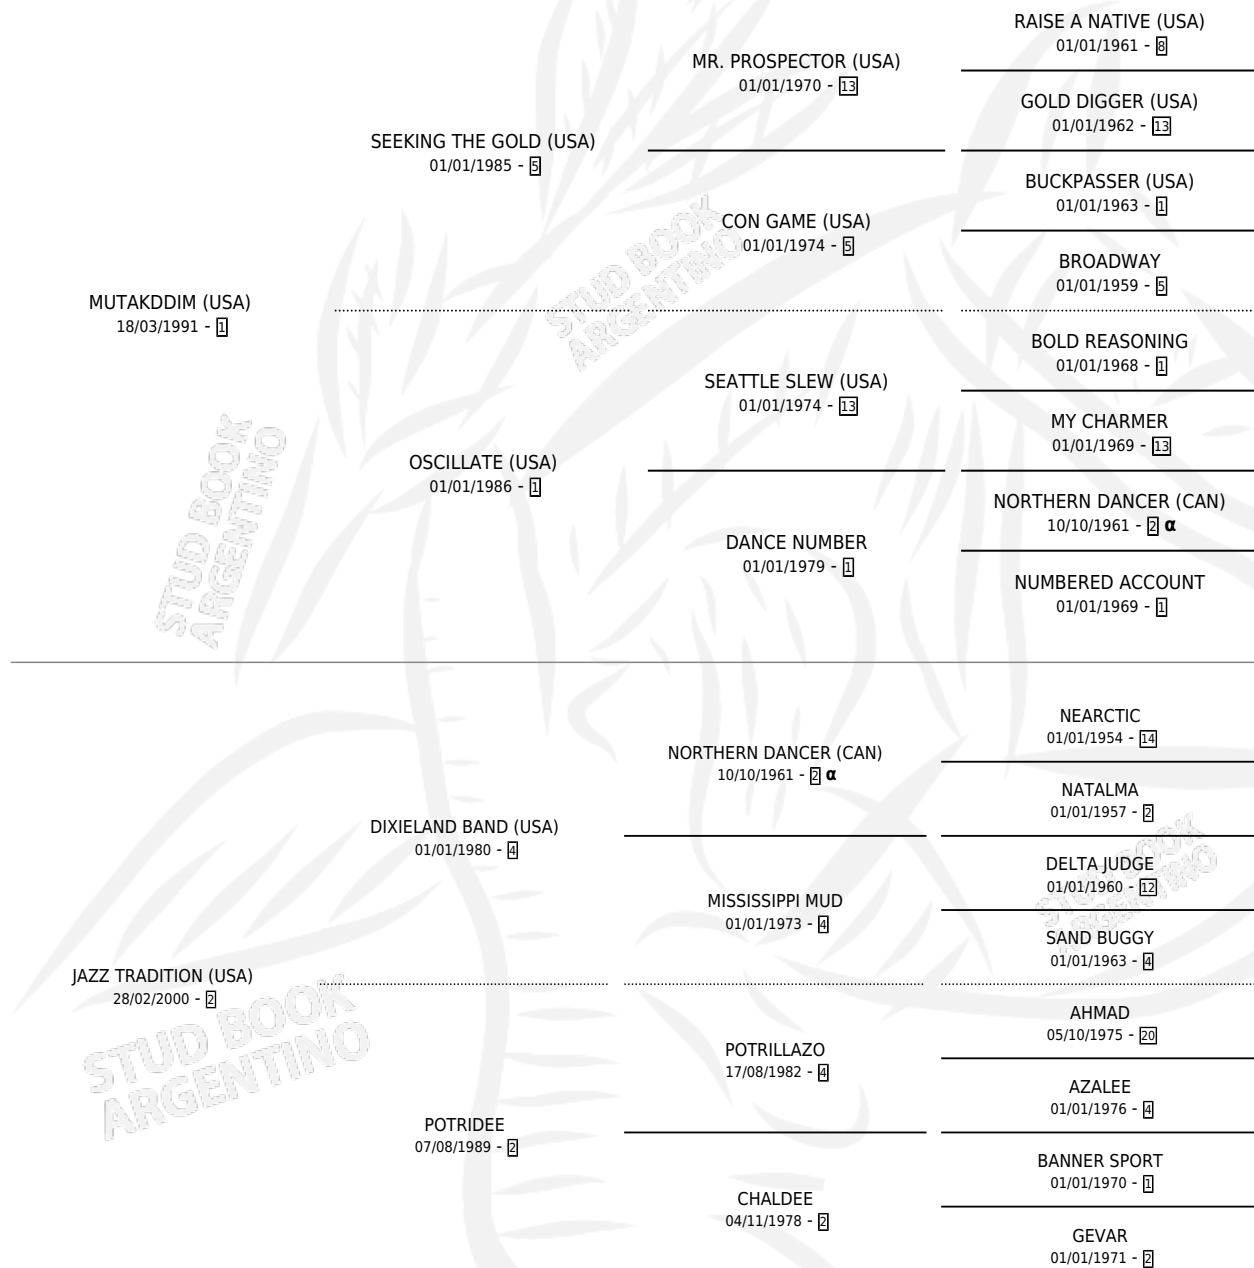 RAISE A NATIVE (USA)
01/01/1961 - 8
MR. PROSPECTOR (USA)
01/01/1970 - 13
GOLD DIGGER (USA)
01/01/1962 - 13
SEEKING THE GOLD (USA)
01/01/1985 - 5
BUCKPASSER (USA)
01/01/1963 - 1
CON GAME (USA)
01/01/1974 - 5
BROADWAY
01/01/1959 - 5
MUTAKDDIM (USA)
18/03/1991 - 1
BOLD REASONING
01/01/1968 - 1
SEATTLE SLEW (USA)
01/01/1974 - 13
MY CHARMER
01/01/1969 - 13
OSCILLATE (USA)
01/01/1986 - 1
NORTHERN DANCER (CAN)
10/10/1961 - 2 α
DANCE NUMBER
01/01/1979 - 1
NUMBERED ACCOUNT
01/01/1969 - 1
STUD BOOK
ARGENTINO
STUD BOOK
ARGENTINO
NEARCTIC
01/01/1954 - 14
NORTHERN DANCER (CAN)
10/10/1961 - 2 α
NATALMA
01/01/1957 - 2
DIXIELAND BAND (USA)
01/01/1980 - 4
DELTA JUDGE
01/01/1960 - 12
MISSISSIPPI MUD
01/01/1973 - 4
SAND BUGGY
01/01/1963 - 4
JAZZ TRADITION (USA)
28/02/2000 - 2
AHMAD
05/10/1975 - 20
POTRILLAZO
17/08/1982 - 4
AZALEE
01/01/1976 - 4
POTRIDEE
07/08/1989 - 2
BANNER SPORT
01/01/1970 - 1
CHALDEE
04/11/1978 - 2
GEVAR
01/01/1971 - 2
STUD BOOK
ARGENTINO
STUD BOOK
ARGENTINO